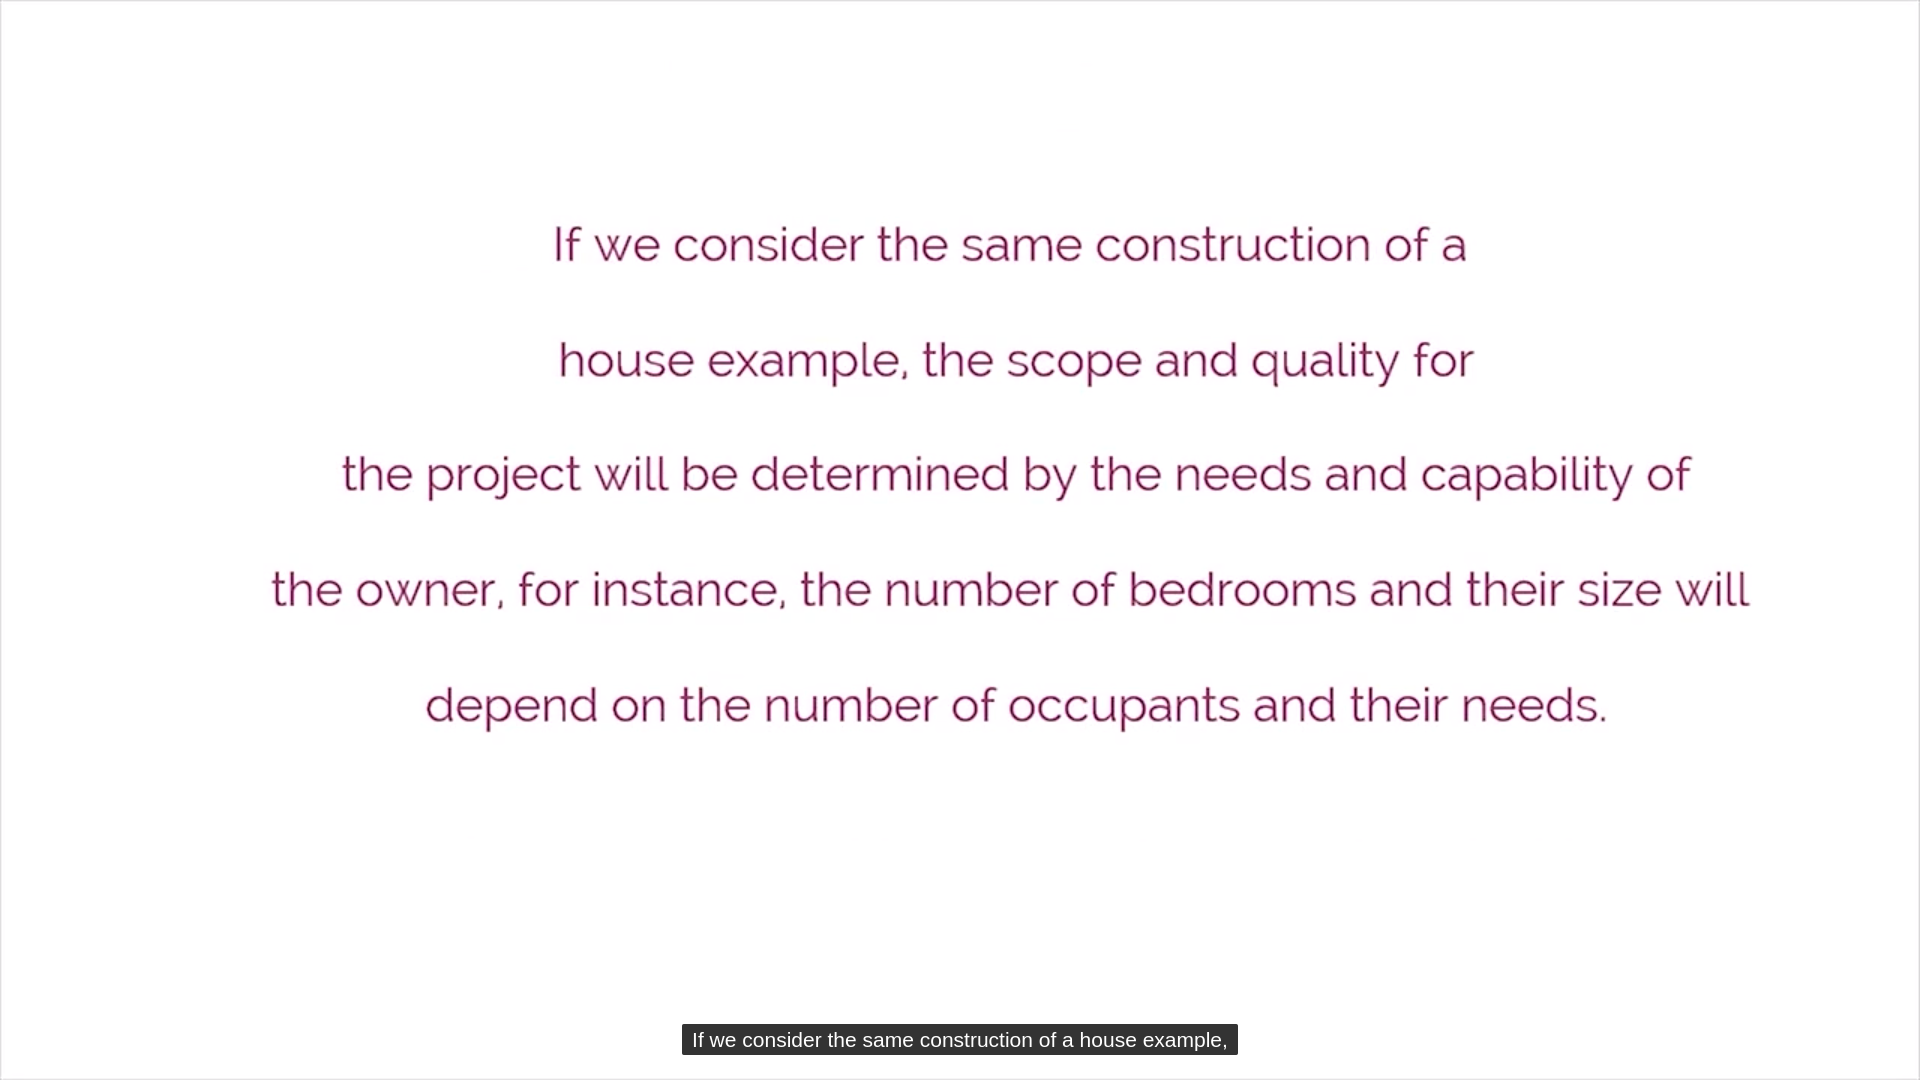 If we consider the same construction of a
house example, the scope and quality for
the project will be determined by the needs and capability of
the owner, for instance, the number of bedrooms and their size will
depend on the number of occupants and their needs.
If we consider the same construction of a house example,